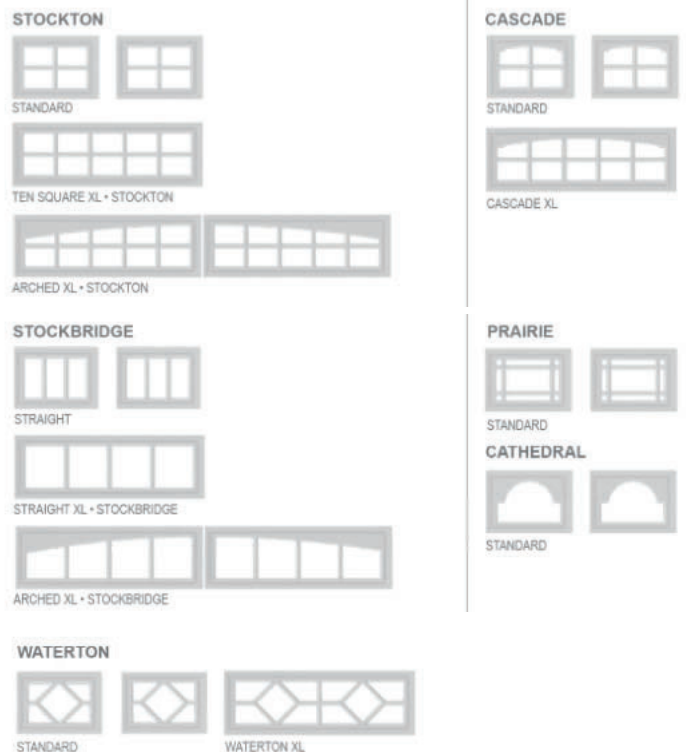 STOCKTON
STANDARD
TEN SQUARE XL • STOCKTON
ARCHED XL • STOCKTON
CASCADE
STANDARD
CASCADE XL
STOCKBRIDGE
STRAIGHT
STRAIGHT XL • STOCKBRIDGE
ARCHED XL • STOCKBRIDGE
PRAIRIE
STANDARD
CATHEDRAL
STANDARD
WATERTON
STANDARD
WATERTON XL